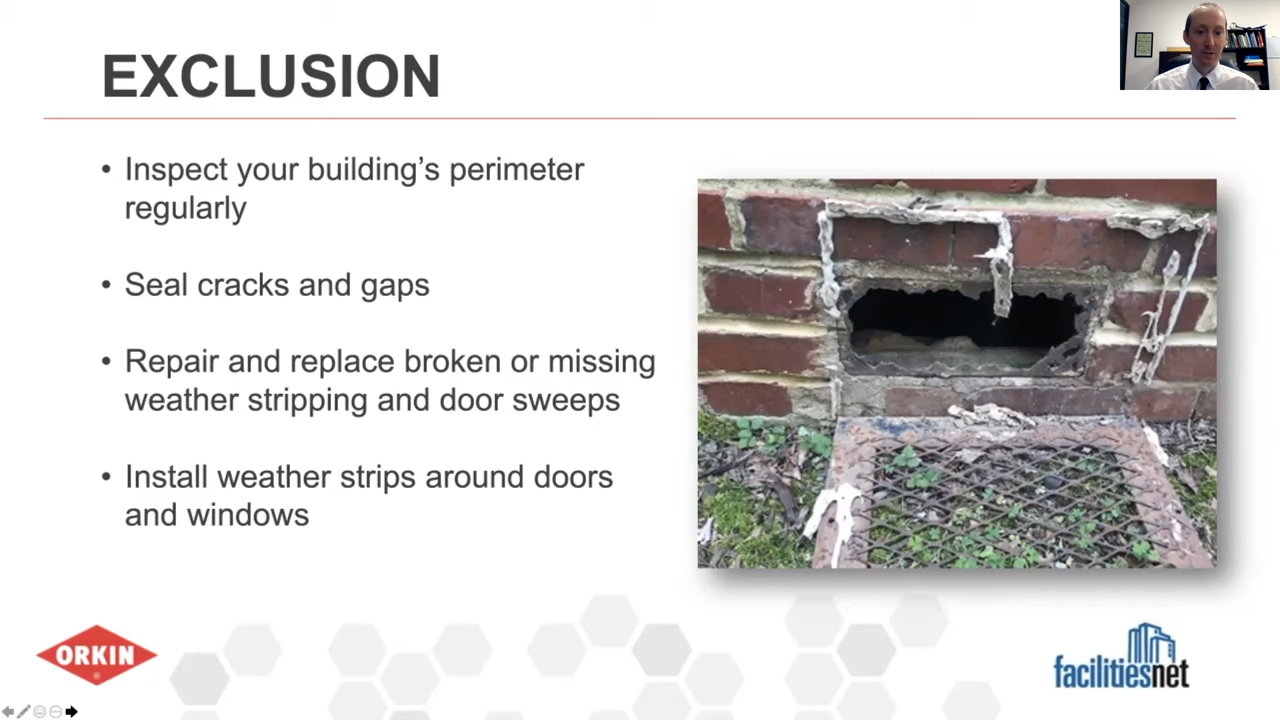 EXCLUSION
• Inspect your building’s perimeter
regularly
• Seal cracks and gaps
• Repair and replace broken or missing
weather stripping and door sweeps
• Install weather strips around doors
and windows
ORKIN
®
facilitiesnet